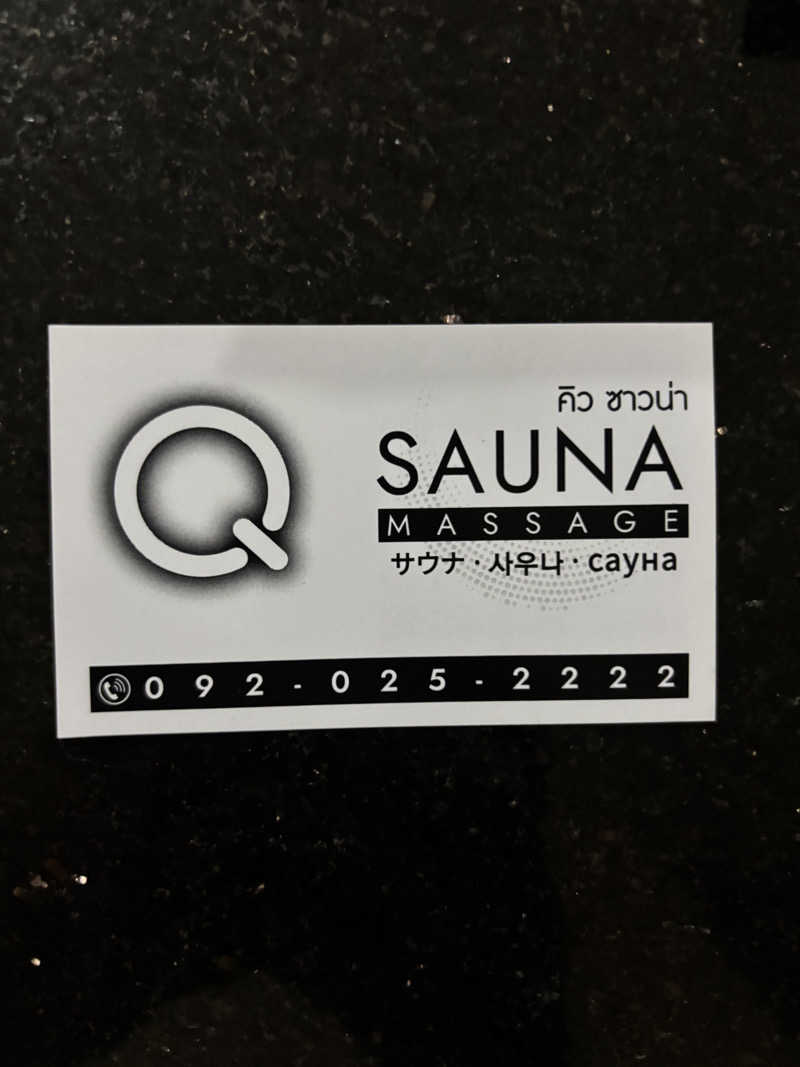 Q
คิว ซาวน่า
SAUNA
MASSAGE
サウナ · 사우나 · сауна
092-025-2222